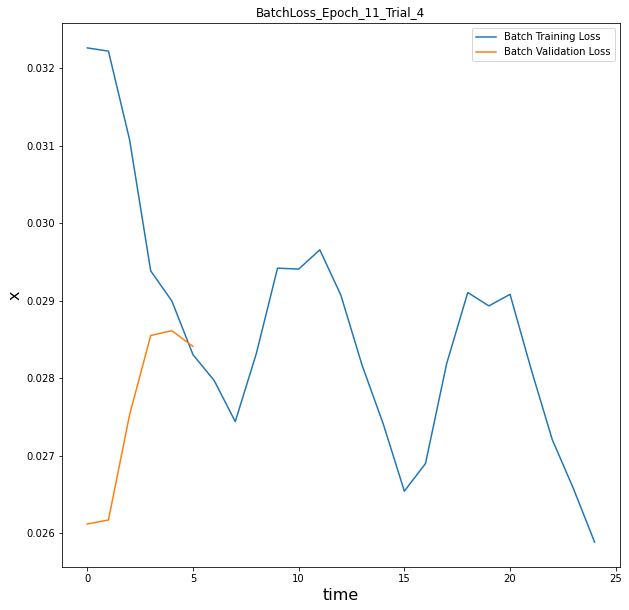 BatchLoss_Epoch_11_Trial_4
Batch Training Loss
Batch Validation Loss
0.032
0.031
0.030
0.029
0.028
0.027
0.026
x
0 5 10 15 20 25
time